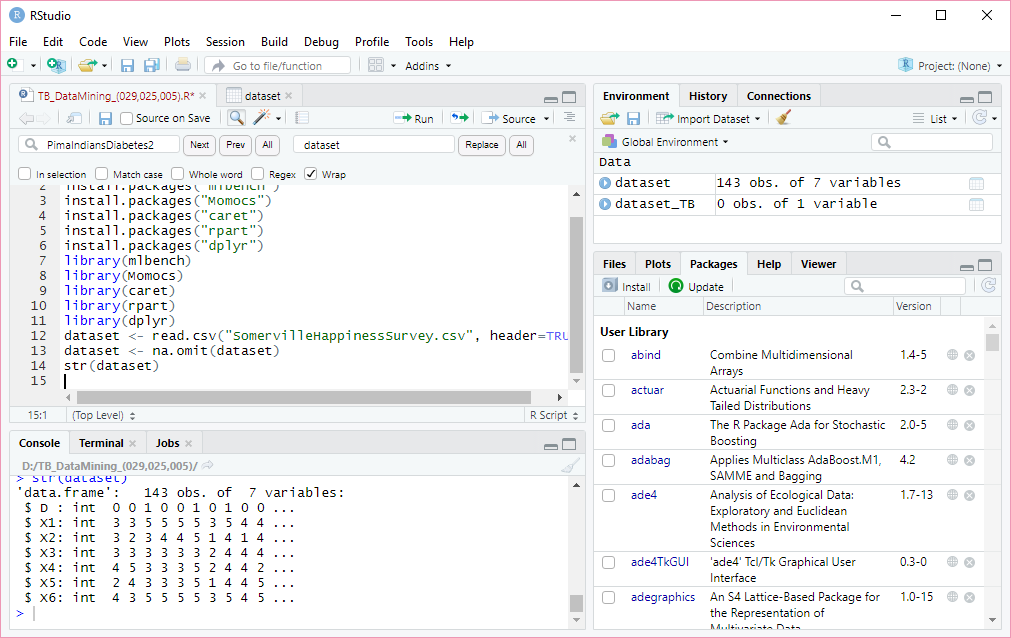 RStudio
File Edit Code View Plots Session Build Debug Profile Tools Help
Go to file/function Addins Project: (None)
TB_DataMining_(029,025,005).R* dataset
Source on Save Run Source
PimaIndiansDiabetes2 Next Prev All dataset Replace All
In selection Match case Whole word Regex Wrap
2 install.packages("mlbench")
3 install.packages("Momocs")
4 install.packages("caret")
5 install.packages("rpart")
6 install.packages("dplyr")
7 library(mlbench)
8 library(Momocs)
9 library(caret)
10 library(rpart)
11 library(dplyr)
12 dataset <- read.csv("SomervilleHappinessSurvey.csv", header=TRU
13 dataset <- na.omit(dataset)
14 str(dataset)
15
15:1 (Top Level) R Script
Console Terminal Jobs
D:/TB_DataMining_(029,025,005)/
> str(dataset)
'data.frame': 143 obs. of 7 variables:
$ D : int 0 0 1 0 0 1 0 1 0 0 ...
$ X1: int 3 3 5 5 5 5 3 5 4 4 ...
$ X2: int 3 2 3 4 4 5 1 4 1 4 ...
$ X3: int 3 3 3 3 3 3 2 4 4 4 ...
$ X4: int 4 5 3 3 3 5 2 4 4 2 ...
$ X5: int 2 4 3 3 3 5 1 4 4 5 ...
$ X6: int 4 3 5 5 5 5 3 5 4 5 ...
>
Environment History Connections
Import Dataset List
Global Environment
Data
dataset 143 obs. of 7 variables
dataset_TB 0 obs. of 1 variable
Files Plots Packages Help Viewer
Install Update
Name Description Version
User Library
abind Combine Multidimensional 1.4-5
Arrays
actuar Actuarial Functions and Heavy 2.3-2
Tailed Distributions
ada The R Package Ada for Stochastic 2.0-5
Boosting
adabag Applies Multiclass AdaBoost.M1, 4.2
SAMME and Bagging
ade4 Analysis of Ecological Data: 1.7-13
Exploratory and Euclidean
Methods in Environmental
Sciences
ade4TkGUI 'ade4' Tcl/Tk Graphical User 0.3-0
Interface
adegraphics An S4 Lattice-Based Package for 1.0-15
the Representation of
Multivariate Data